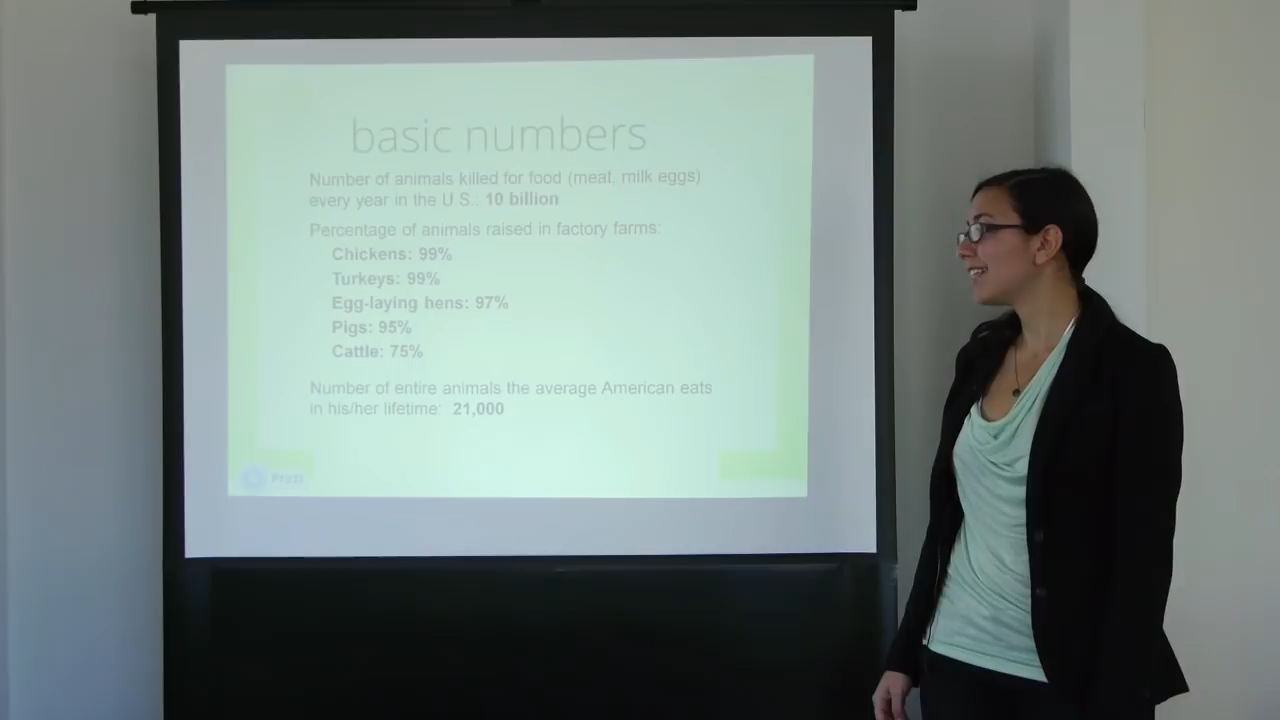 basic numbers
Number of animals killed for food (meat, milk eggs)
every year in the U.S.: 10 billion
Percentage of animals raised in factory farms:
Chickens: 99%
Turkeys: 99%
Egg-laying hens: 97%
Pigs: 95%
Cattle: 75%
Number of entire animals the average American eats
in his/her lifetime: 21,000
Prezi